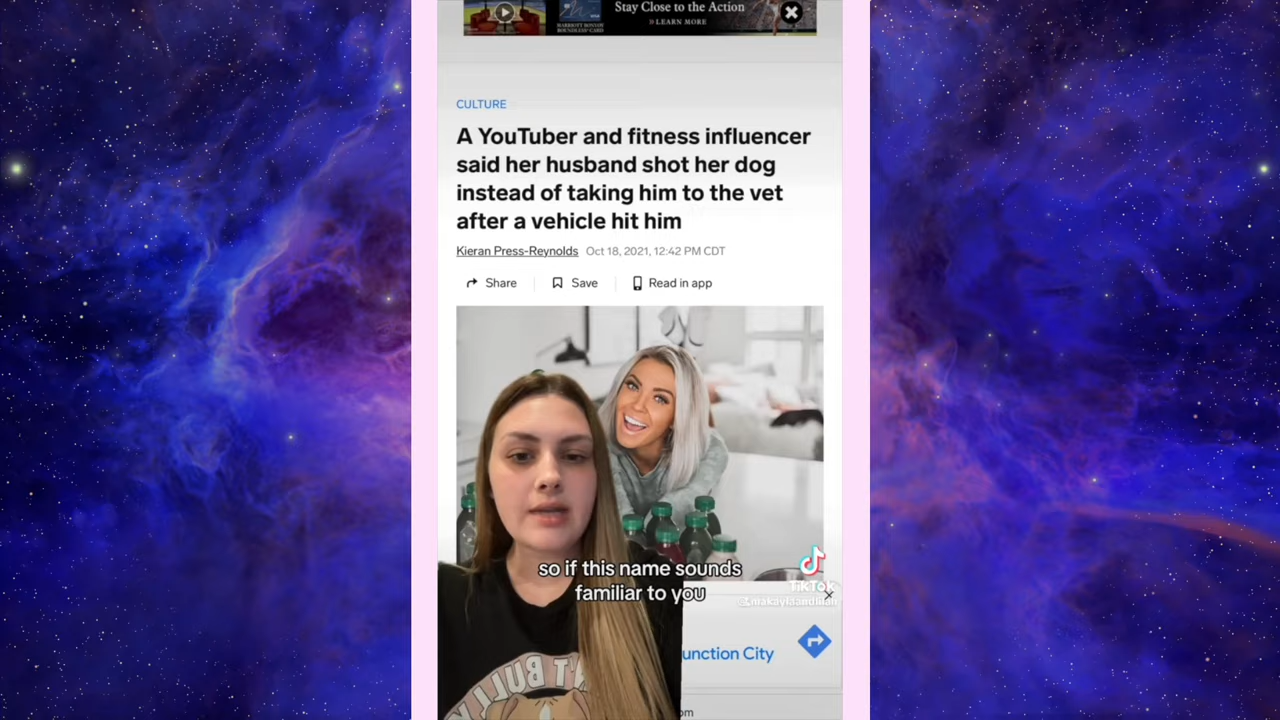 Stay Close to the Action
LEARN MORE
CULTURE
A YouTuber and fitness influencer
said her husband shot her dog
instead of taking him to the vet
after a vehicle hit him
Kieran Press-Reynolds Oct 18, 2021, 12:42 PM CDT
Share Save Read in app
so if this name sounds
familiar to you
TikTok
unction City